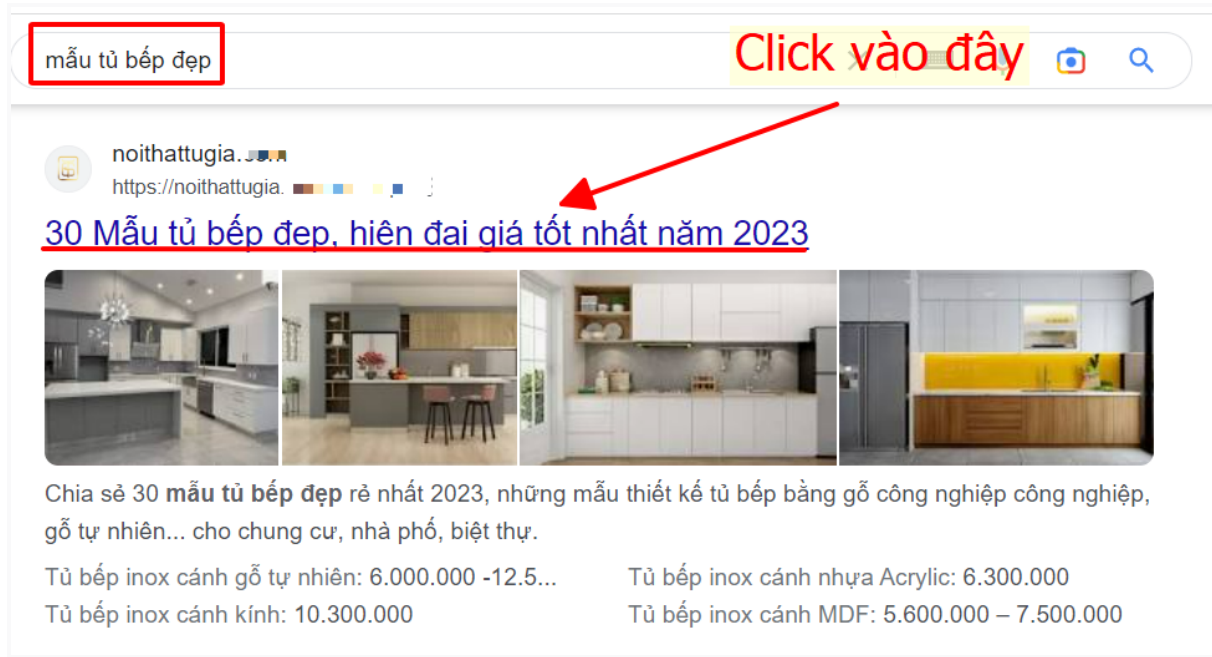 mẫu tủ bếp đẹp
Click vào đây
noithattugia.
https://noithattugia.
30 Mẫu tủ bếp đẹp, hiện đại giá tốt nhất năm 2023
Chia sẻ 30 mẫu tủ bếp đẹp rẻ nhất 2023, những mẫu thiết kế tủ bếp bằng gỗ công nghiệp công nghiệp,
gỗ tự nhiên... cho chung cư, nhà phố, biệt thự.
Tủ bếp inox cánh gỗ tự nhiên: 6.000.000 -12.5...
Tủ bếp inox cánh nhựa Acrylic: 6.300.000
Tủ bếp inox cánh kính: 10.300.000
Tủ bếp inox cánh MDF: 5.600.000 – 7.500.000